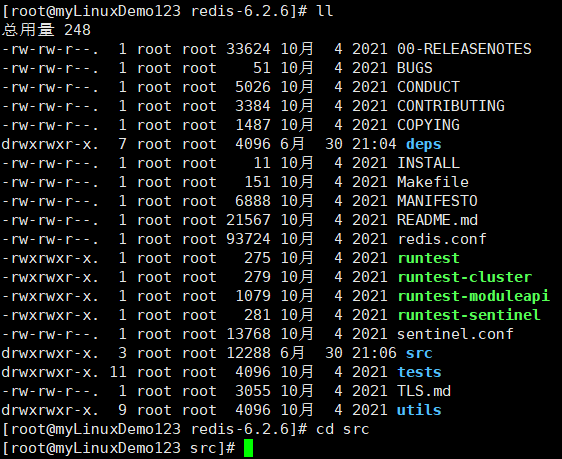 [root@myLinuxDemo123 redis-6.2.6]# ll
总用量 248
-rw-rw-r--.  1 root root 33624 10月  4 2021 00-RELEASENOTES
-rw-rw-r--.  1 root root    51 10月  4 2021 BUGS
-rw-rw-r--.  1 root root  5026 10月  4 2021 CONDUCT
-rw-rw-r--.  1 root root  3384 10月  4 2021 CONTRIBUTING
-rw-rw-r--.  1 root root  1487 10月  4 2021 COPYING
drwxrwxr-x.  7 root root  4096 6月  30 21:04 deps
-rw-rw-r--.  1 root root    11 10月  4 2021 INSTALL
-rw-rw-r--.  1 root root   151 10月  4 2021 Makefile
-rw-rw-r--.  1 root root  6888 10月  4 2021 MANIFESTO
-rw-rw-r--.  1 root root 21567 10月  4 2021 README.md
-rw-rw-r--.  1 root root 93724 10月  4 2021 redis.conf
-rwxrwxr-x.  1 root root   275 10月  4 2021 runtest
-rwxrwxr-x.  1 root root   279 10月  4 2021 runtest-cluster
-rwxrwxr-x.  1 root root  1079 10月  4 2021 runtest-moduleapi
-rwxrwxr-x.  1 root root   281 10月  4 2021 runtest-sentinel
-rw-rw-r--.  1 root root 13768 10月  4 2021 sentinel.conf
drwxrwxr-x.  3 root root 12288 6月  30 21:06 src
drwxrwxr-x. 11 root root  4096 10月  4 2021 tests
-rw-rw-r--.  1 root root  3055 10月  4 2021 TLS.md
drwxrwxr-x.  9 root root  4096 10月  4 2021 utils
[root@myLinuxDemo123 redis-6.2.6]# cd src
[root@myLinuxDemo123 src]#